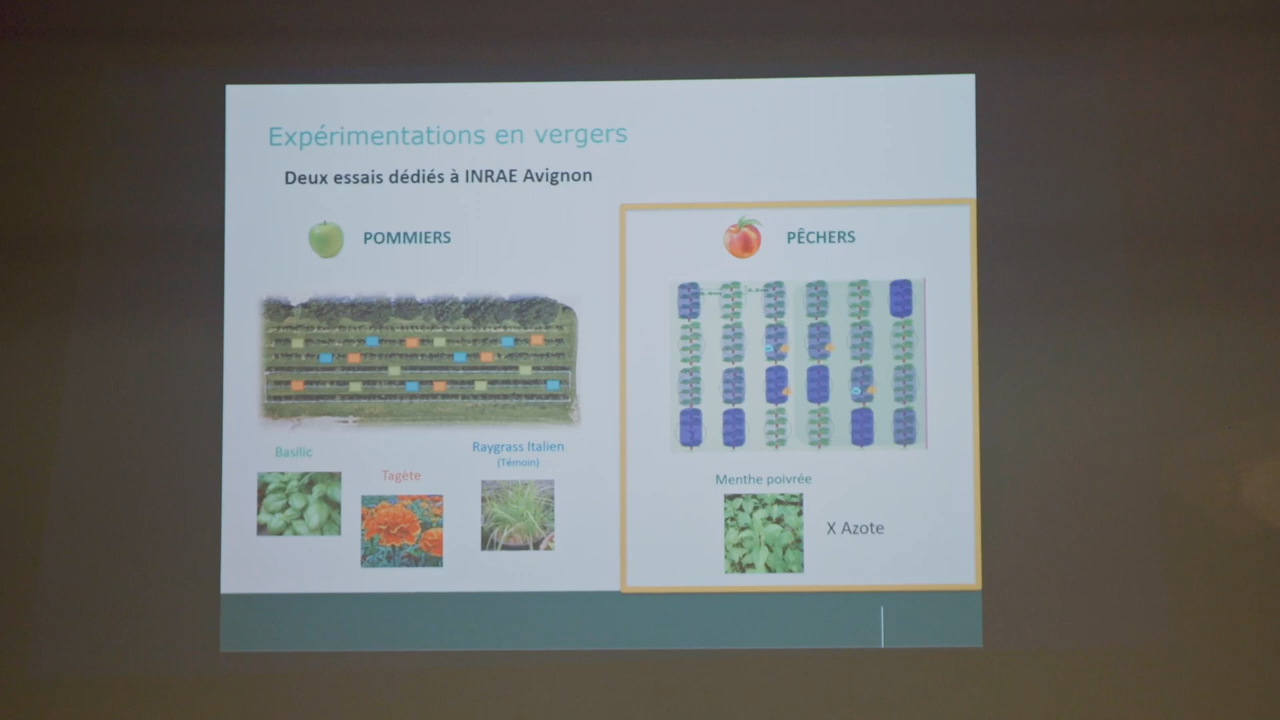 Expérimentations en vergers
Deux essais dédiés à INRAE Avignon
POMMIERS
Basilic
Tagète
Raygrass Italien
(Témoin)
PÊCHERS
Menthe poivrée
X Azote